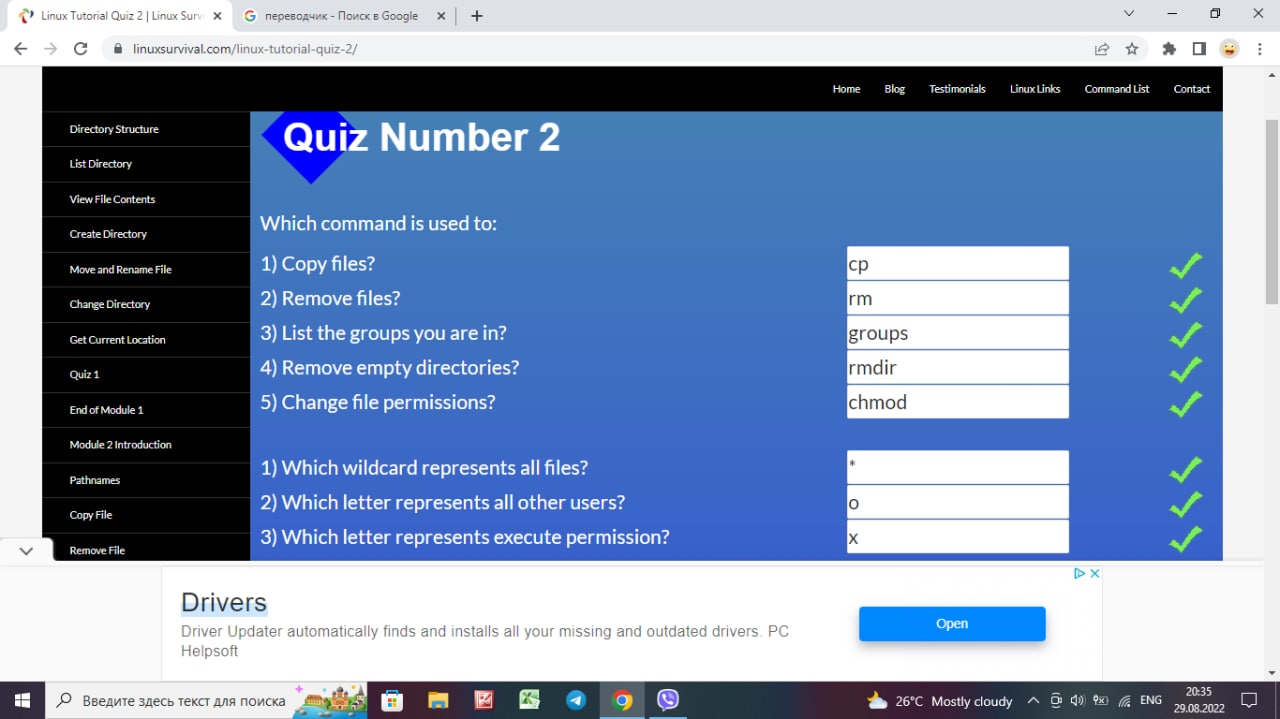 Linux Tutorial Quiz 2 | Linux Surv
переводчик - Поиск в Google
linuxsurvival.com/linux-tutorial-quiz-2/
Home Blog Testimonials Linux Links Command List Contact
Directory Structure
List Directory
View File Contents
Create Directory
Move and Rename File
Change Directory
Get Current Location
Quiz 1
End of Module 1
Module 2 Introduction
Pathnames
Copy File
Remove File
Quiz Number 2
Which command is used to:
1) Copy files? cp
2) Remove files? rm
3) List the groups you are in? groups
4) Remove empty directories? rmdir
5) Change file permissions? chmod
1) Which wildcard represents all files? *
2) Which letter represents all other users? o
3) Which letter represents execute permission? x
Drivers
Driver Updater automatically finds and installs all your missing and outdated drivers. PC
Helpsoft
Open
Введите здесь текст для поиска
26°C Mostly cloudy
ENG
20:35
29.08.2022